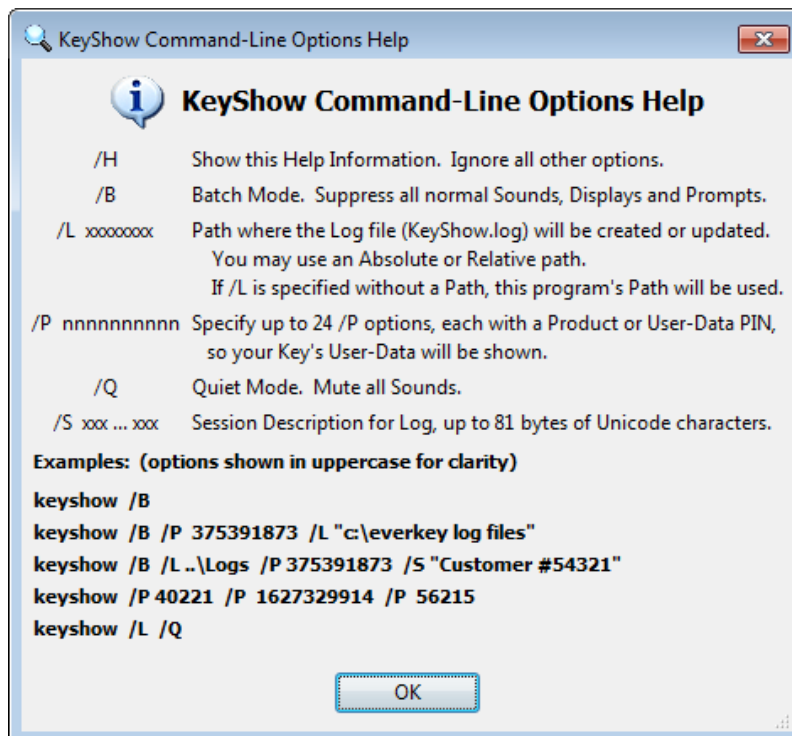 KeyShow Command-Line Options Help
KeyShow Command-Line Options Help
/H Show this Help Information. Ignore all other options.
/B Batch Mode. Suppress all normal Sounds, Displays and Prompts.
/L xxxxxxxx Path where the Log file (KeyShow.log) will be created or updated.
You may use an Absolute or Relative path.
If /L is specified without a Path, this program's Path will be used.
/P nnnnnnnnnn Specify up to 24 /P options, each with a Product or User-Data PIN,
so your Key's User-Data will be shown.
/Q Quiet Mode. Mute all Sounds.
/S xxx ... xxx Session Description for Log, up to 81 bytes of Unicode characters.
Examples: (options shown in uppercase for clarity)
keyshow /B
keyshow /B /P 375391873 /L "c:\everkey log files"
keyshow /B /L ..\Logs /P 375391873 /S "Customer #54321"
keyshow /P 40221 /P 1627329914 /P 56215
keyshow /L /Q
OK